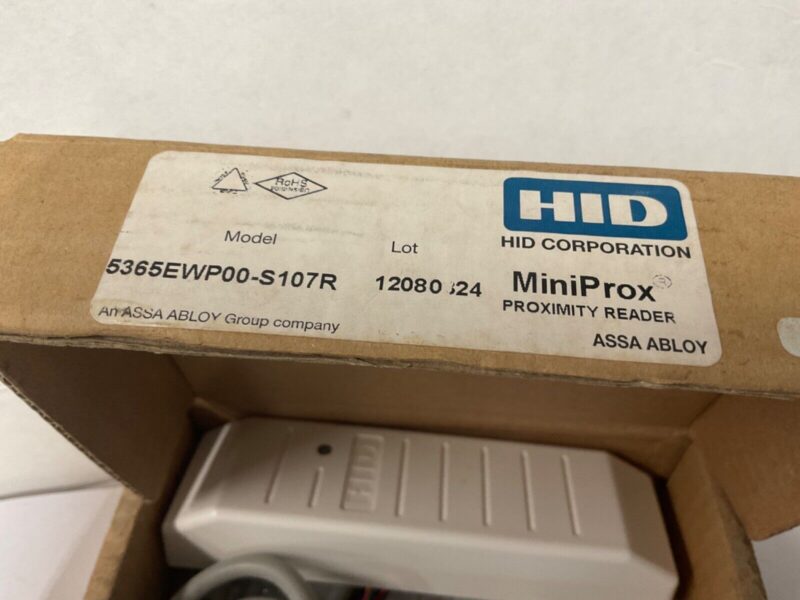 RoHS
HID
HID CORPORATION
Model
Lot
5365EWP00-S107R
MiniProx®
PROXIMITY READER
An ASSA ABLOY Group company
ASSA ABLOY
HID